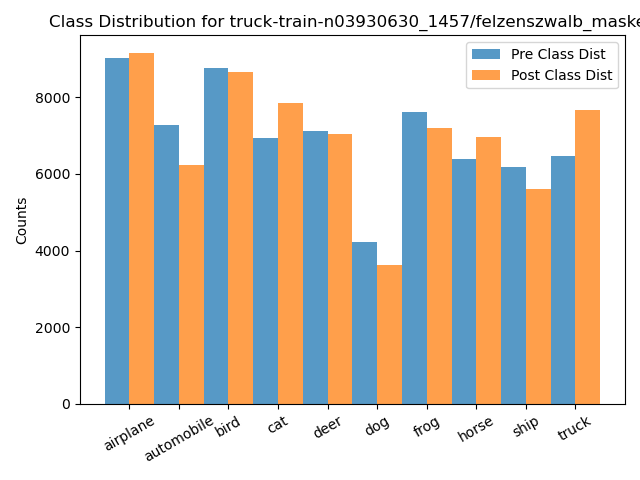 Class Distribution for truck-train-n03930630_1457/felzenszwalb_maske
Pre Class Dist
Post Class Dist
Counts
8000
6000
4000
2000
0
airplane
automobile
bird
cat
deer
dog
frog
horse
ship
truck